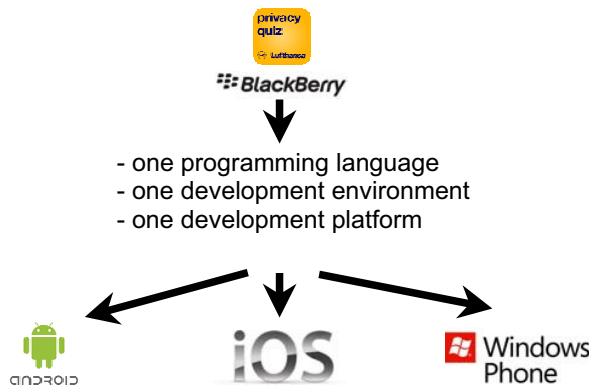 privacy
quiz
Lufthansa
BlackBerry
- one programming language
- one development environment
- one development platform
ANDROID
iOS
Windows
Phone